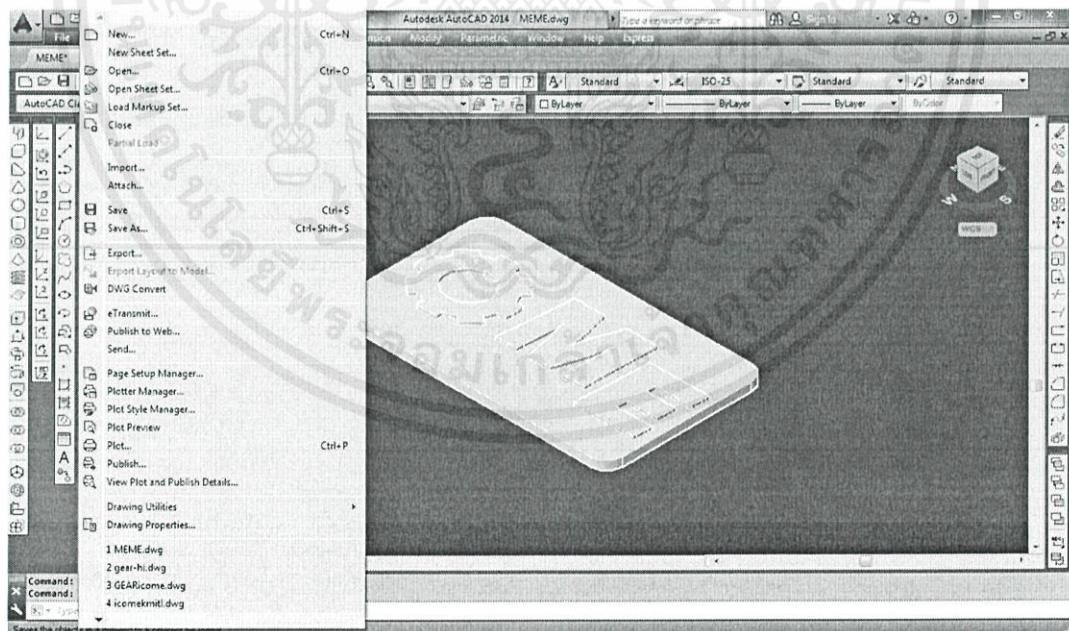 Autodesk AutoCAD 2014 MEME.dwg
Type a keyword or phrase
Sign In
File
Modify Parametric Window Help Express
MEME*
Standard ISO-25 Standard Standard
AutoCAD Cl
ByLayer ByLayer ByLayer ByColor
New... Ctrl+N
New Sheet Set...
Open... Ctrl+O
Open Sheet Set...
Load Markup Set...
Close
Partial Load
Import...
Attach...
Save Ctrl+S
Save As... Ctrl+Shift+S
Export...
Export Layout to Model...
DWG Convert
eTransmit...
Publish to Web...
Send...
Page Setup Manager...
Plotter Manager...
Plot Style Manager...
Plot Preview
Plot... Ctrl+P
Publish...
View Plot and Publish Details...
Drawing Utilities
Drawing Properties...
1 MEME.dwg
2 gear-hi.dwg
3 GEARicome.dwg
4 icomekmitl.dwg
W S
WCS
Command:
Command: